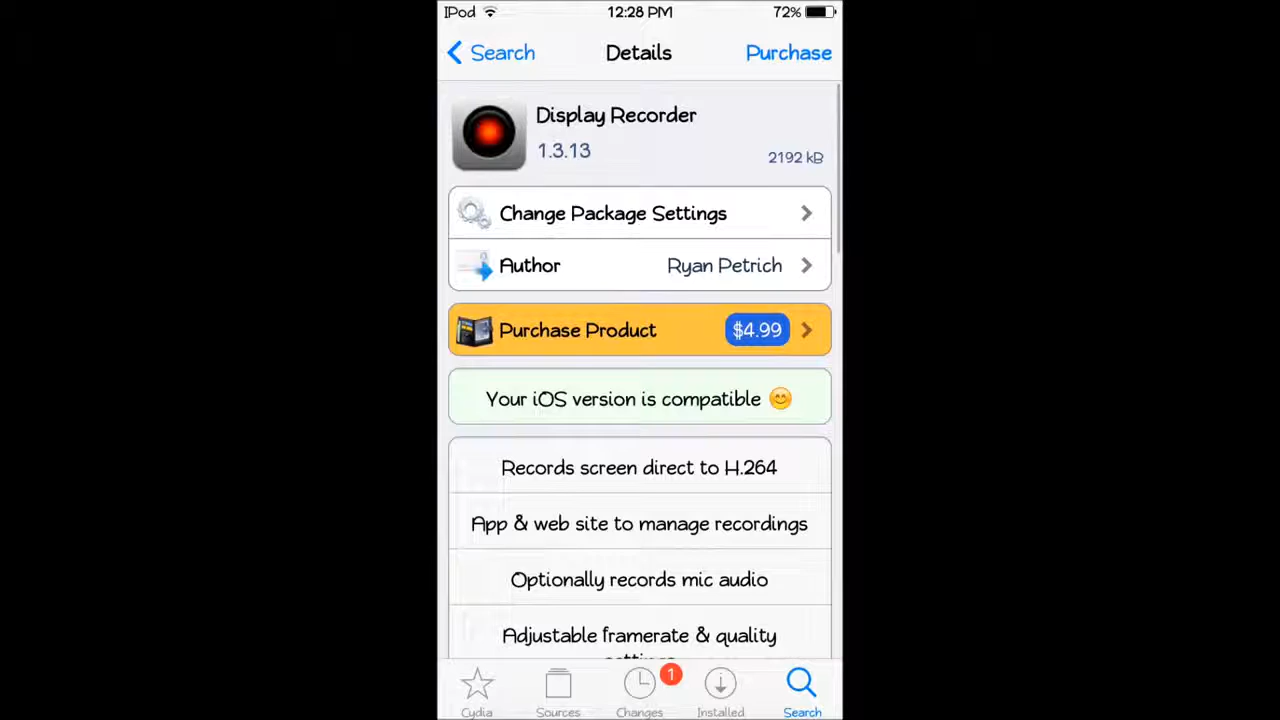 IPod 12:28 PM 72%
Search Details Purchase
Display Recorder
1.3.13 2192 kB
Change Package Settings
Author Ryan Petrich
Purchase Product $4.99
Your iOS version is compatible 😊
Records screen direct to H.264
App & web site to manage recordings
Optionally records mic audio
Adjustable framerate & quality
1
Cydia Sources Changes Installed Search